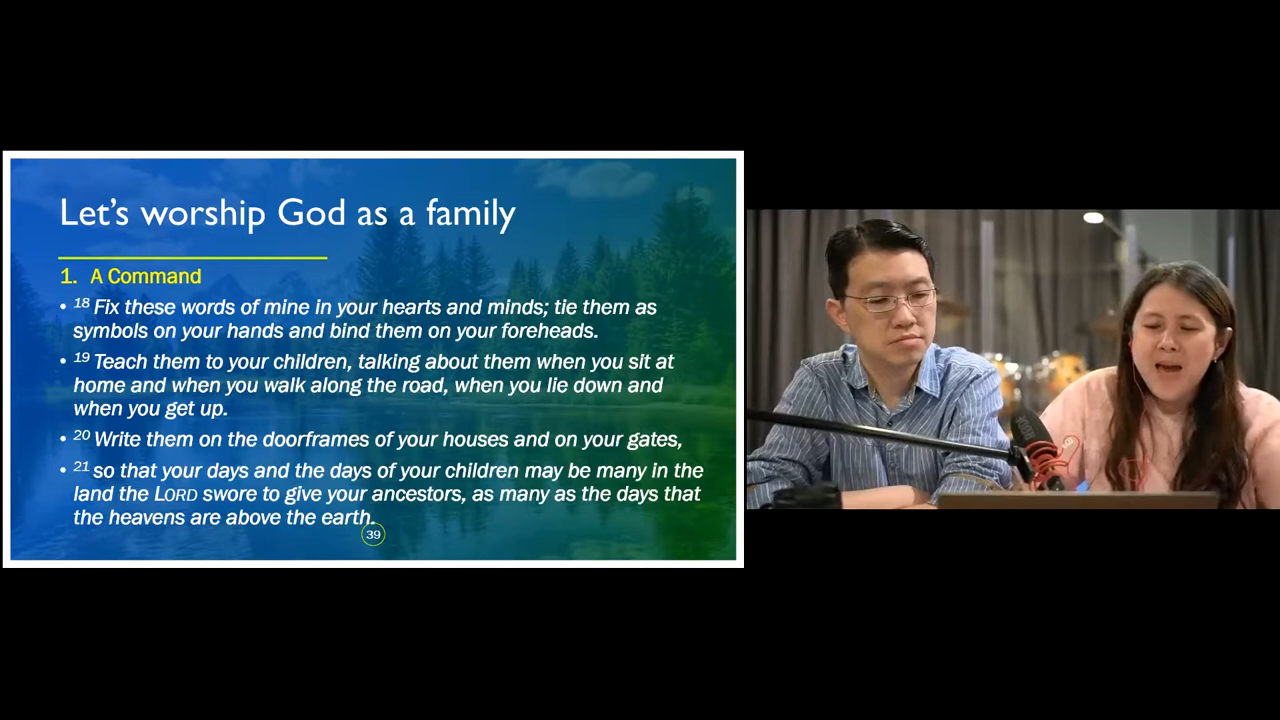 Let's worship God as a family
1. A Command
• 18 Fix these words of mine in your hearts and minds; tie them as
symbols on your hands and bind them on your foreheads.
• 19 Teach them to your children, talking about them when you sit at
home and when you walk along the road, when you lie down and
when you get up.
• 20 Write them on the doorframes of your houses and on your gates,
• 21 so that your days and the days of your children may be many in the
land the LORD swore to give your ancestors, as many as the days that
the heavens are above the earth.
39
RODE